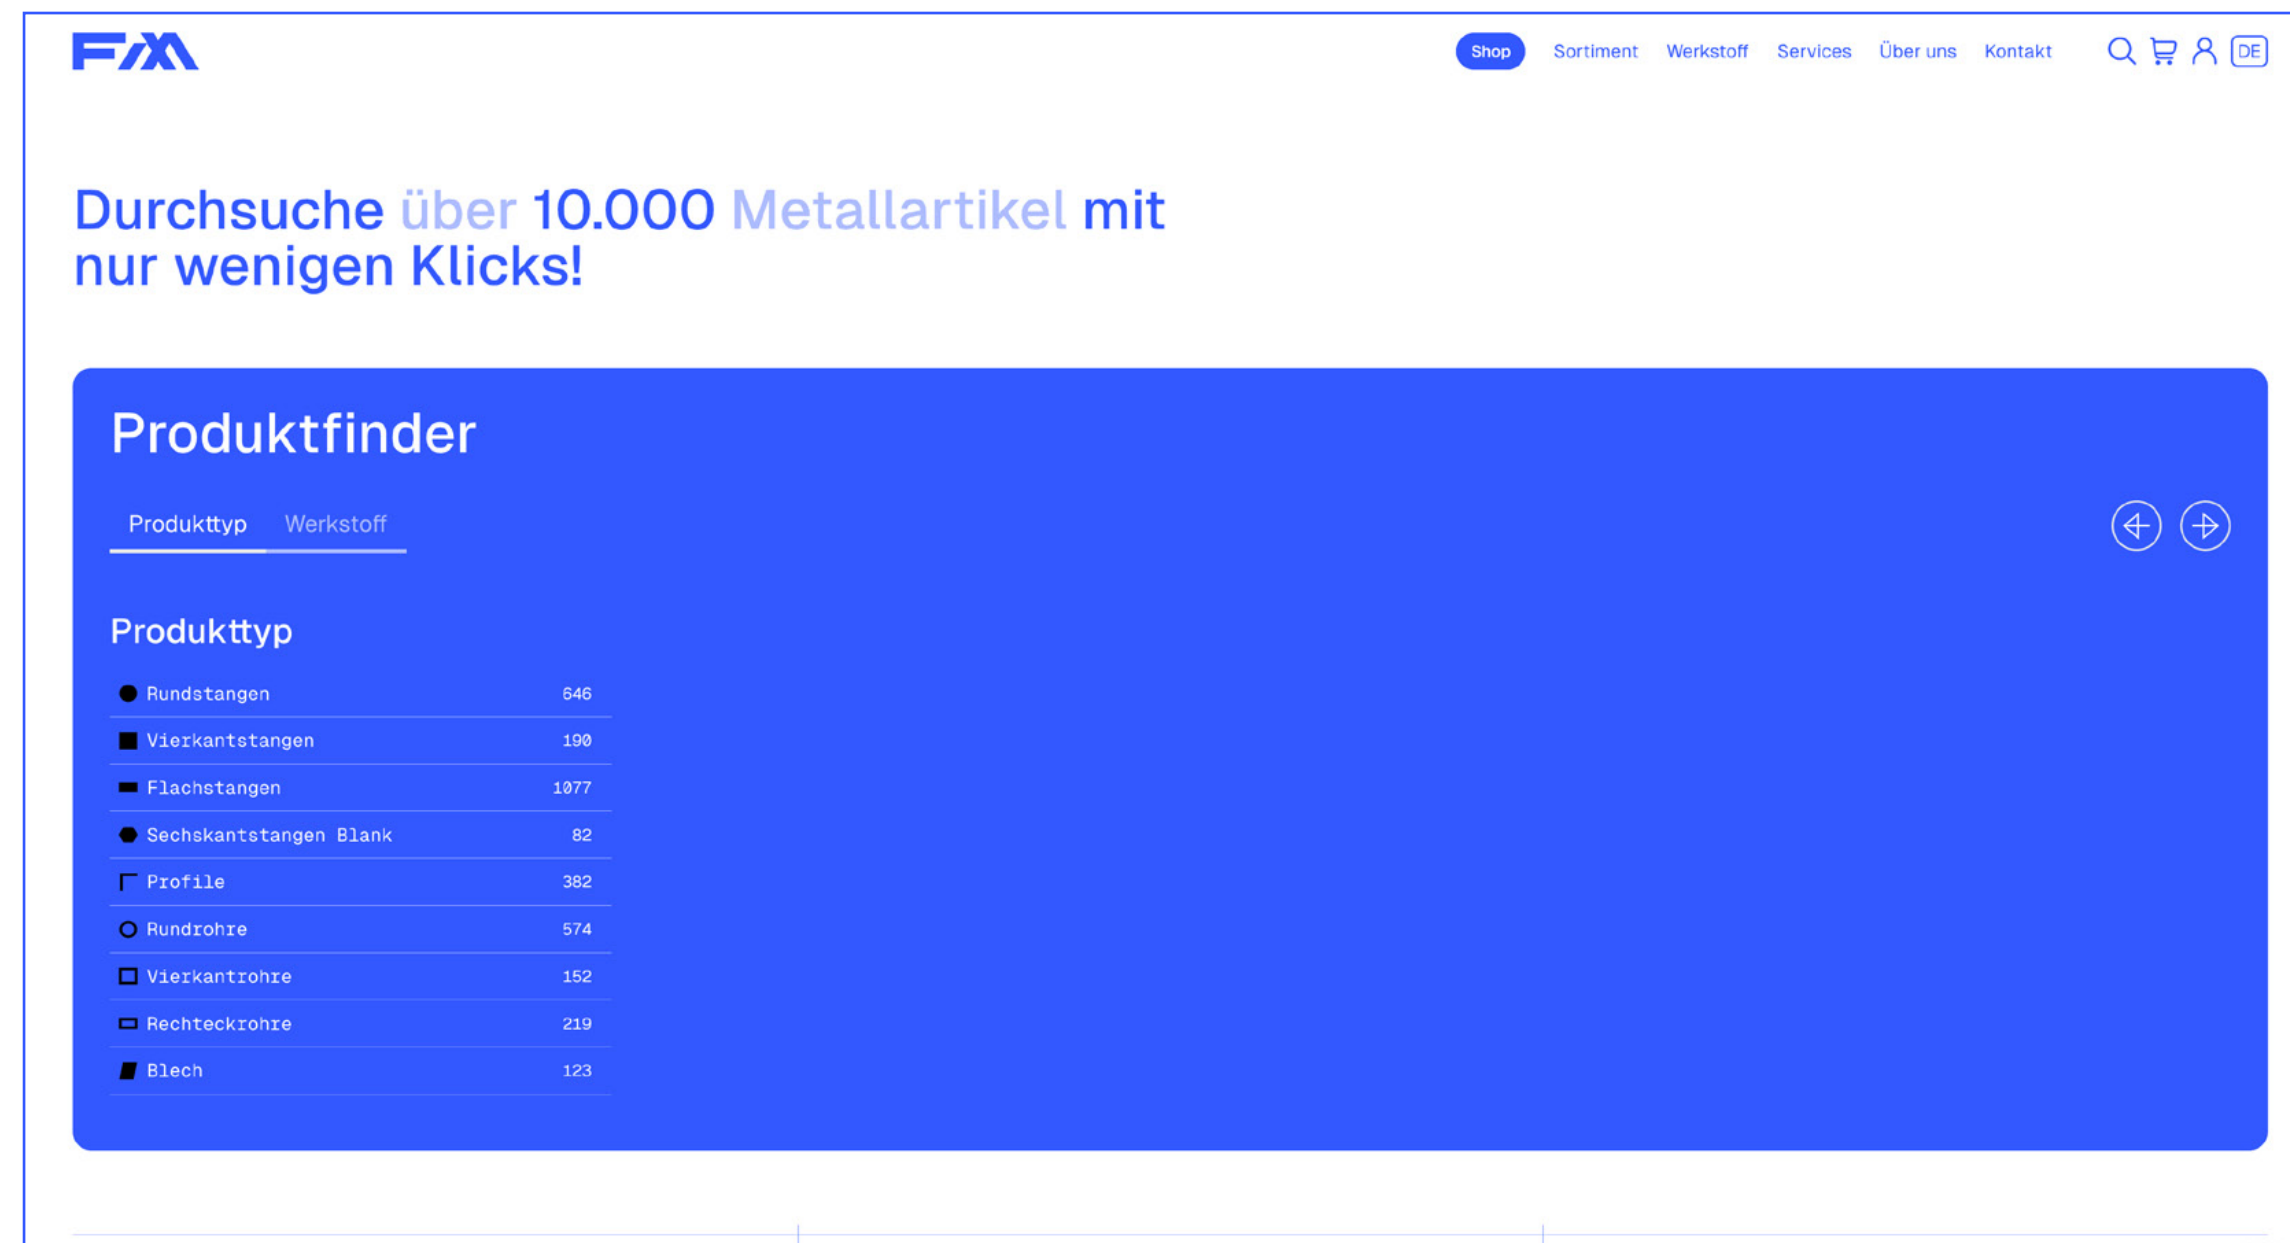 FM
Shop Sortiment Werkstoff Services Über uns Kontakt DE
Durchsuche über 10.000 Metallartikel mit
nur wenigen Klicks!
Produktfinder
Produkttyp Werkstoff
Produkttyp
Rundstangen 646
Vierkantstangen 190
Flachstangen 1077
Sechskantstangen Blank 82
Profile 382
Rundrohre 574
Vierkantrohre 152
Rechteckrohre 219
Blech 123